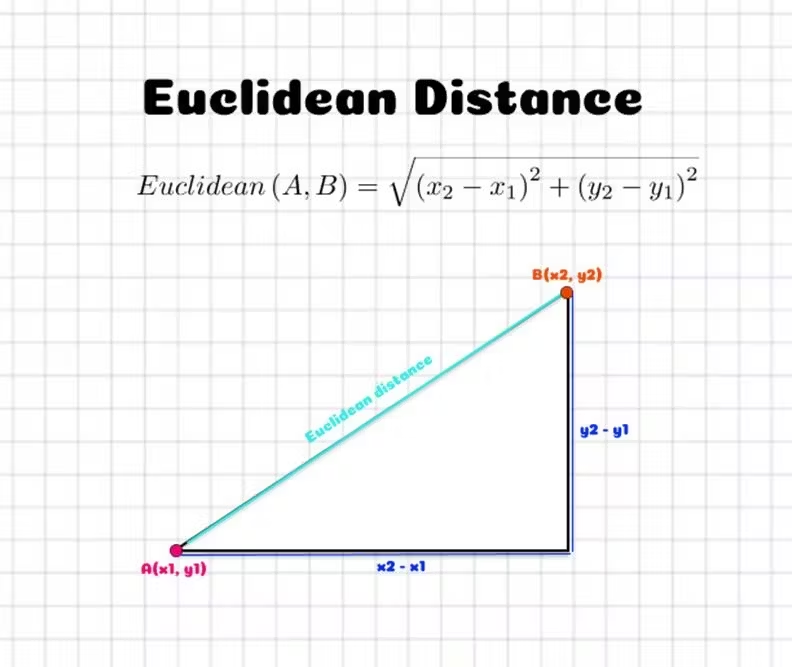 Euclidean Distance
Euclidean (A, B) = √(x₂ − x₁)² + (y₂ − y₁)²
B(x2, y2)
Euclidean distance
y2 - y1
A(x1, y1)
x2 - x1